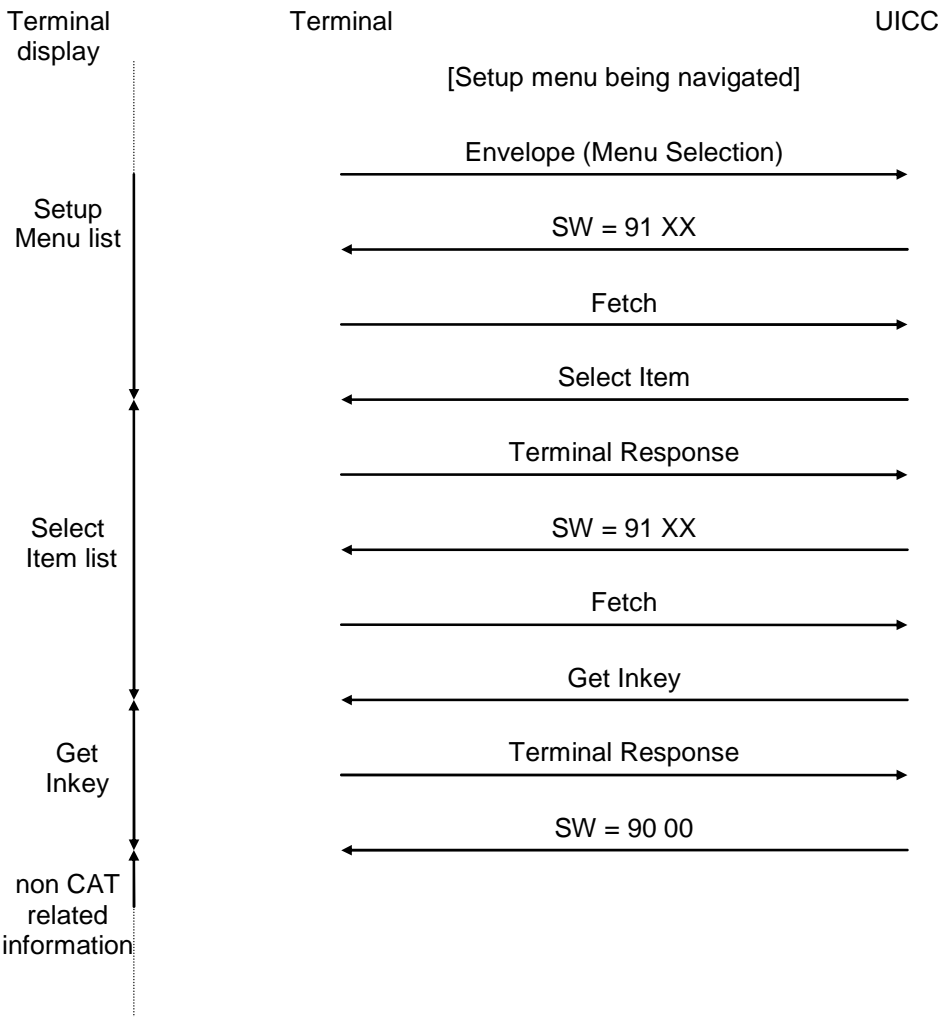 Terminal
display
Terminal
UICC
[Setup menu being navigated]
Envelope (Menu Selection)
Setup
Menu list
SW = 91 XX
Fetch
Select Item
Terminal Response
Select
Item list
SW = 91 XX
Fetch
Get Inkey
Get
Inkey
Terminal Response
SW = 90 00
non CAT
related
information